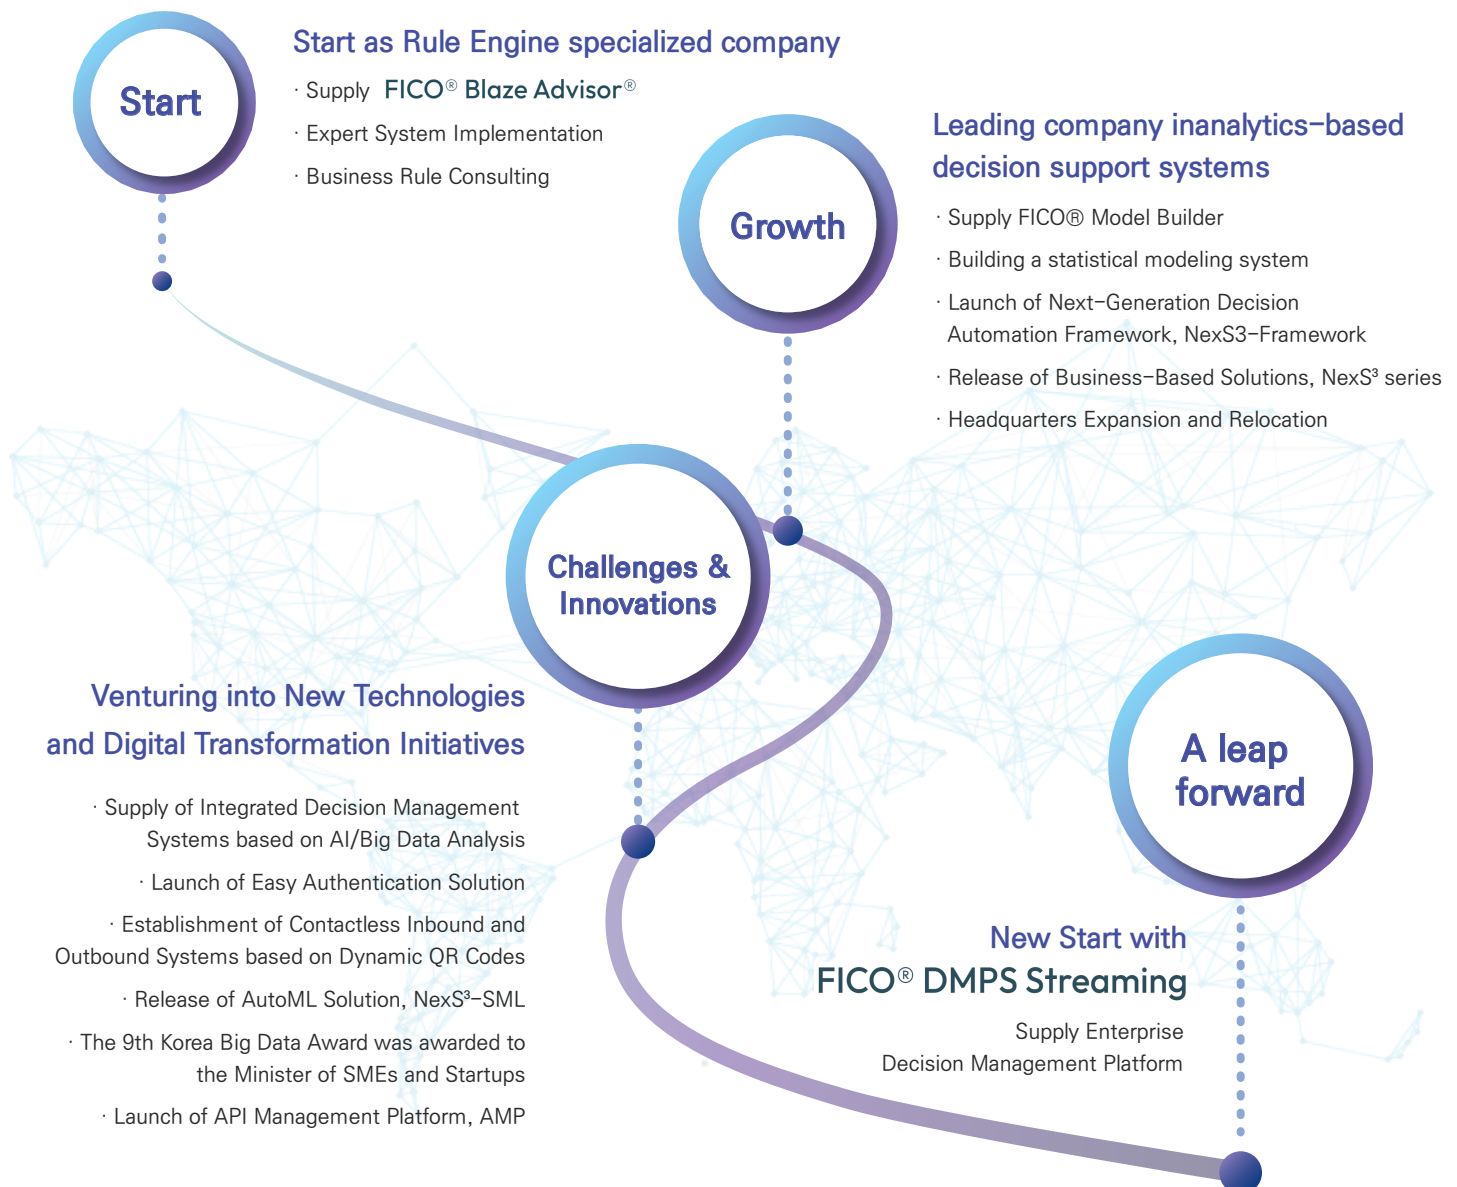 Start
Start as Rule Engine specialized company
· Supply FICO® Blaze Advisor®
· Expert System Implementation
· Business Rule Consulting
Growth
Leading company inanalytics-based
decision support systems
· Supply FICO® Model Builder
· Building a statistical modeling system
· Launch of Next-Generation Decision
Automation Framework, NexS3-Framework
· Release of Business-Based Solutions, NexS³ series
· Headquarters Expansion and Relocation
Challenges &
Innovations
Venturing into New Technologies
and Digital Transformation Initiatives
· Supply of Integrated Decision Management
Systems based on AI/Big Data Analysis
· Launch of Easy Authentication Solution
· Establishment of Contactless Inbound and
Outbound Systems based on Dynamic QR Codes
· Release of AutoML Solution, NexS³-SML
· The 9th Korea Big Data Award was awarded to
the Minister of SMEs and Startups
· Launch of API Management Platform, AMP
A leap
forward
New Start with
FICO® DMPS Streaming
Supply Enterprise
Decision Management Platform